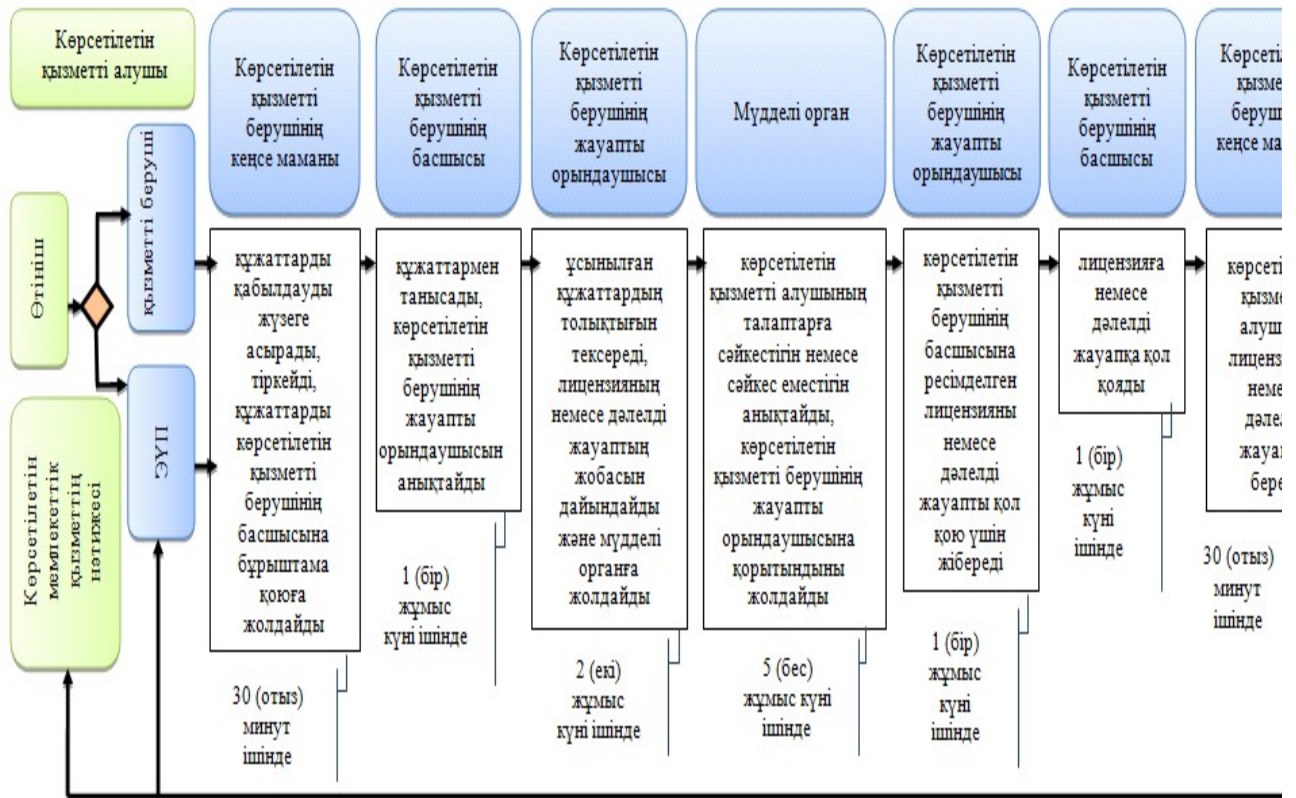 Көрсетілетін
қызметті алушы
Көрсетілетін
қызметті
берушінің
кеңсе маманы
Көрсетілетін
қызметті
берушінің
басшысы
Көрсетілетін
қызметті
берушінің
жауапты
орындаушысы
Мүдделі орган
Көрсетілетін
қызметті
берушінің
жауапты
орындаушысы
Көрсетілетін
қызметті
берушінің
басшысы
кеңсе
Өтініш
қызметті беруші
ЭҮП
Көрсетілетін
мемлекеттік
қызметтің
нәтижесі
құжаттарды
қабылдауды
жүзеге
асырады,
тіркейді,
құжаттарды
көрсетілетін
қызметті
берушінің
басшысына
бұрыштама
қоюға
жолдайды
30 (отыз)
минут
ішінде
құжаттармен
танысады,
көрсетілетін
қызметті
берушінің
жауапты
орындаушысын
анықтайды
1 (бір)
жұмыс
күні ішінде
ұсынылған
құжаттардың
толықтығын
тексереді,
лицензияның
немесе дәлелді
жауаптың
жобасын
дайындайды
және мүдделі
органға
жолдайды
2 (екі)
жұмыс
күні ішінде
көрсетілетін
қызметті алушының
талаптарға
сәйкестігін немесе
сәйкес еместігін
анықтайды,
көрсетілетін
қызметті берушінің
жауапты
орындаушысына
қорытындыны
жолдайды
5 (бес)
жұмыс күні
ішінде
көрсетілетін
қызметті
берушінің
басшысына
ресімделген
лицензияны
немесе
дәлелді
жауапты қол
қою үшін
жібереді
1 (бір)
жұмыс
күні
ішінде
лицензияға
немесе
дәлелді
жауапқа қол
қояды
1 (бір)
жұмыс
күні
ішінде
30 (отыз)
минут
ішінде